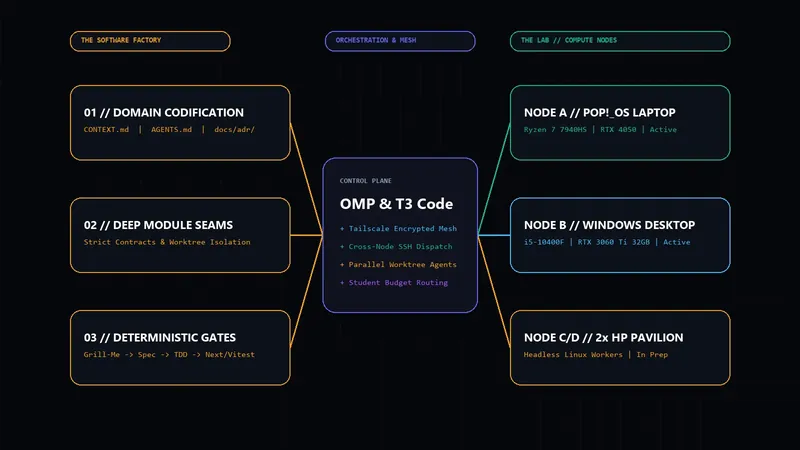 THE SOFTWARE FACTORY
ORCHESTRATION & MESH
THE LAB // COMPUTE NODES
01 // DOMAIN CODIFICATION
CONTEXT.md | AGENTS.md | docs/adr/
02 // DEEP MODULE SEAMS
Strict Contracts & Worktree Isolation
03 // DETERMINISTIC GATES
Grill-Me -> Spec -> TDD -> Next/Vitest
CONTROL PLANE
OMP & T3 Code
+ Tailscale Encrypted Mesh
+ Cross-Node SSH Dispatch
+ Parallel Worktree Agents
+ Student Budget Routing
NODE A // POP!_OS LAPTOP
Ryzen 7 7940HS | RTX 4050 | Active
NODE B // WINDOWS DESKTOP
i5-10400F | RTX 3060 Ti 32GB | Active
NODE C/D // 2x HP PAVILION
Headless Linux Workers | In Prep